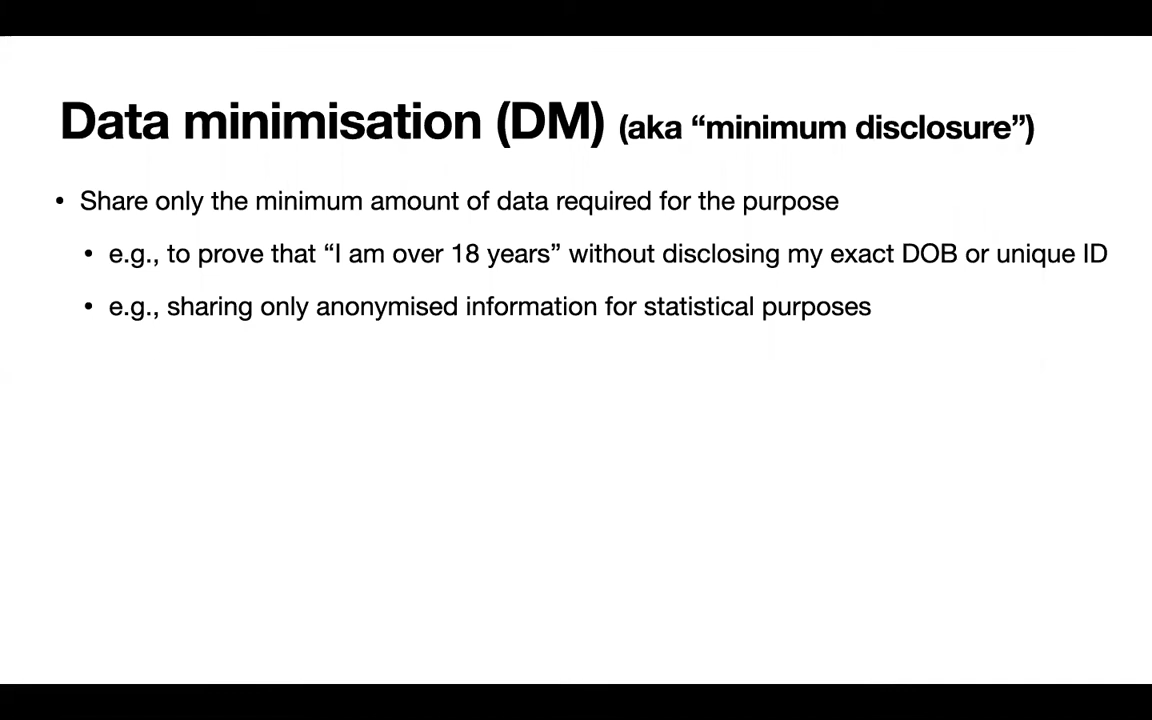 Data minimisation (DM) (aka “minimum disclosure”)
• Share only the minimum amount of data required for the purpose
• e.g., to prove that “I am over 18 years” without disclosing my exact DOB or unique ID
• e.g., sharing only anonymised information for statistical purposes